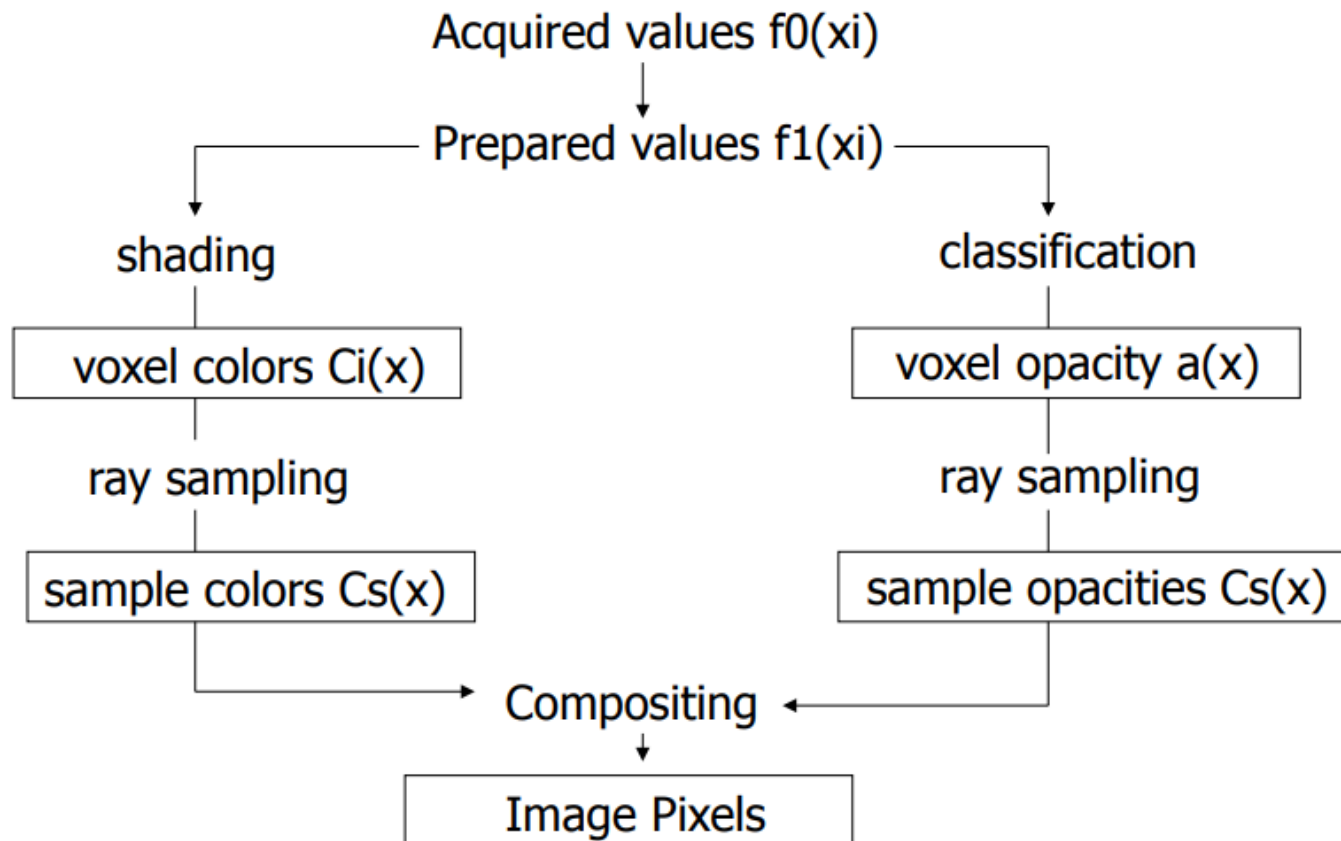 Acquired values f0(xi)
Prepared values f1(xi)
shading
classification
voxel colors Ci(x)
voxel opacity a(x)
ray sampling
ray sampling
sample colors Cs(x)
sample opacities Cs(x)
Compositing
Image Pixels